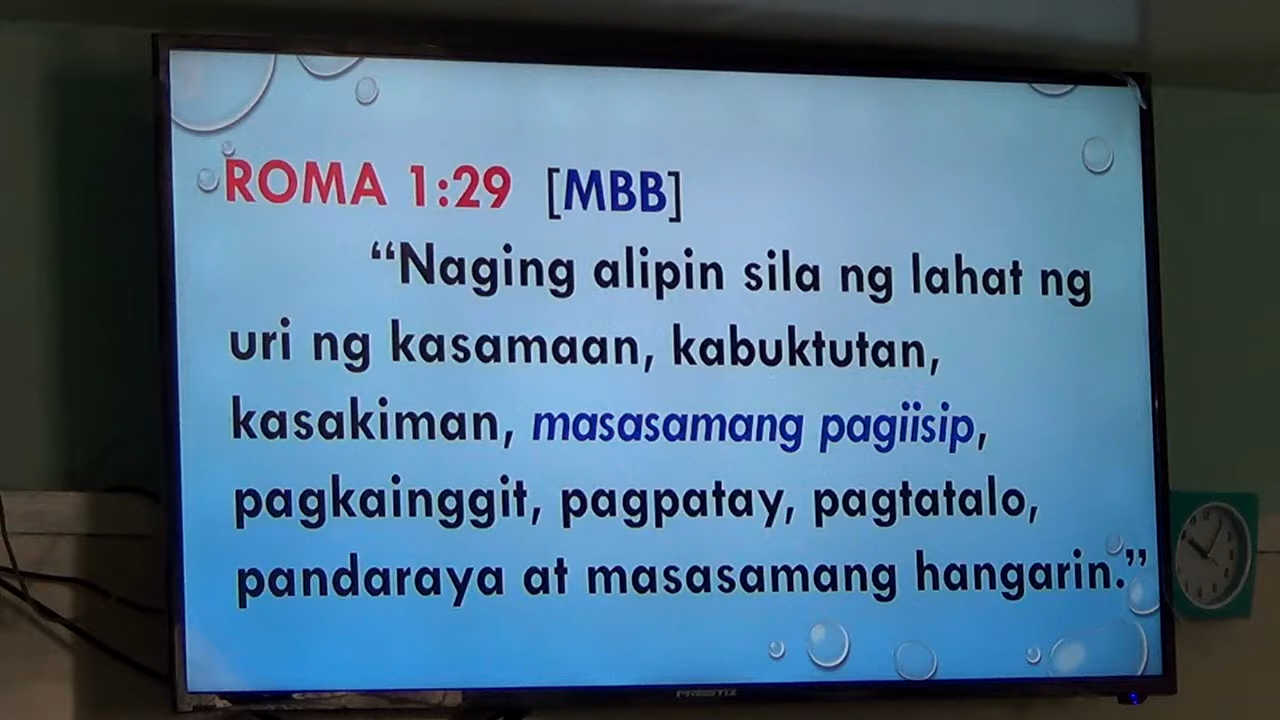 ROMA 1:29 [MBB]
“Naging alipin sila ng lahat ng
uri ng kasamaan, kabuktutan,
kasakiman, masasamang pagiisip,
pagkainggit, pagpatay, pagtatalo,
pandaraya at masasamang hangarin.”
PRESTIZ